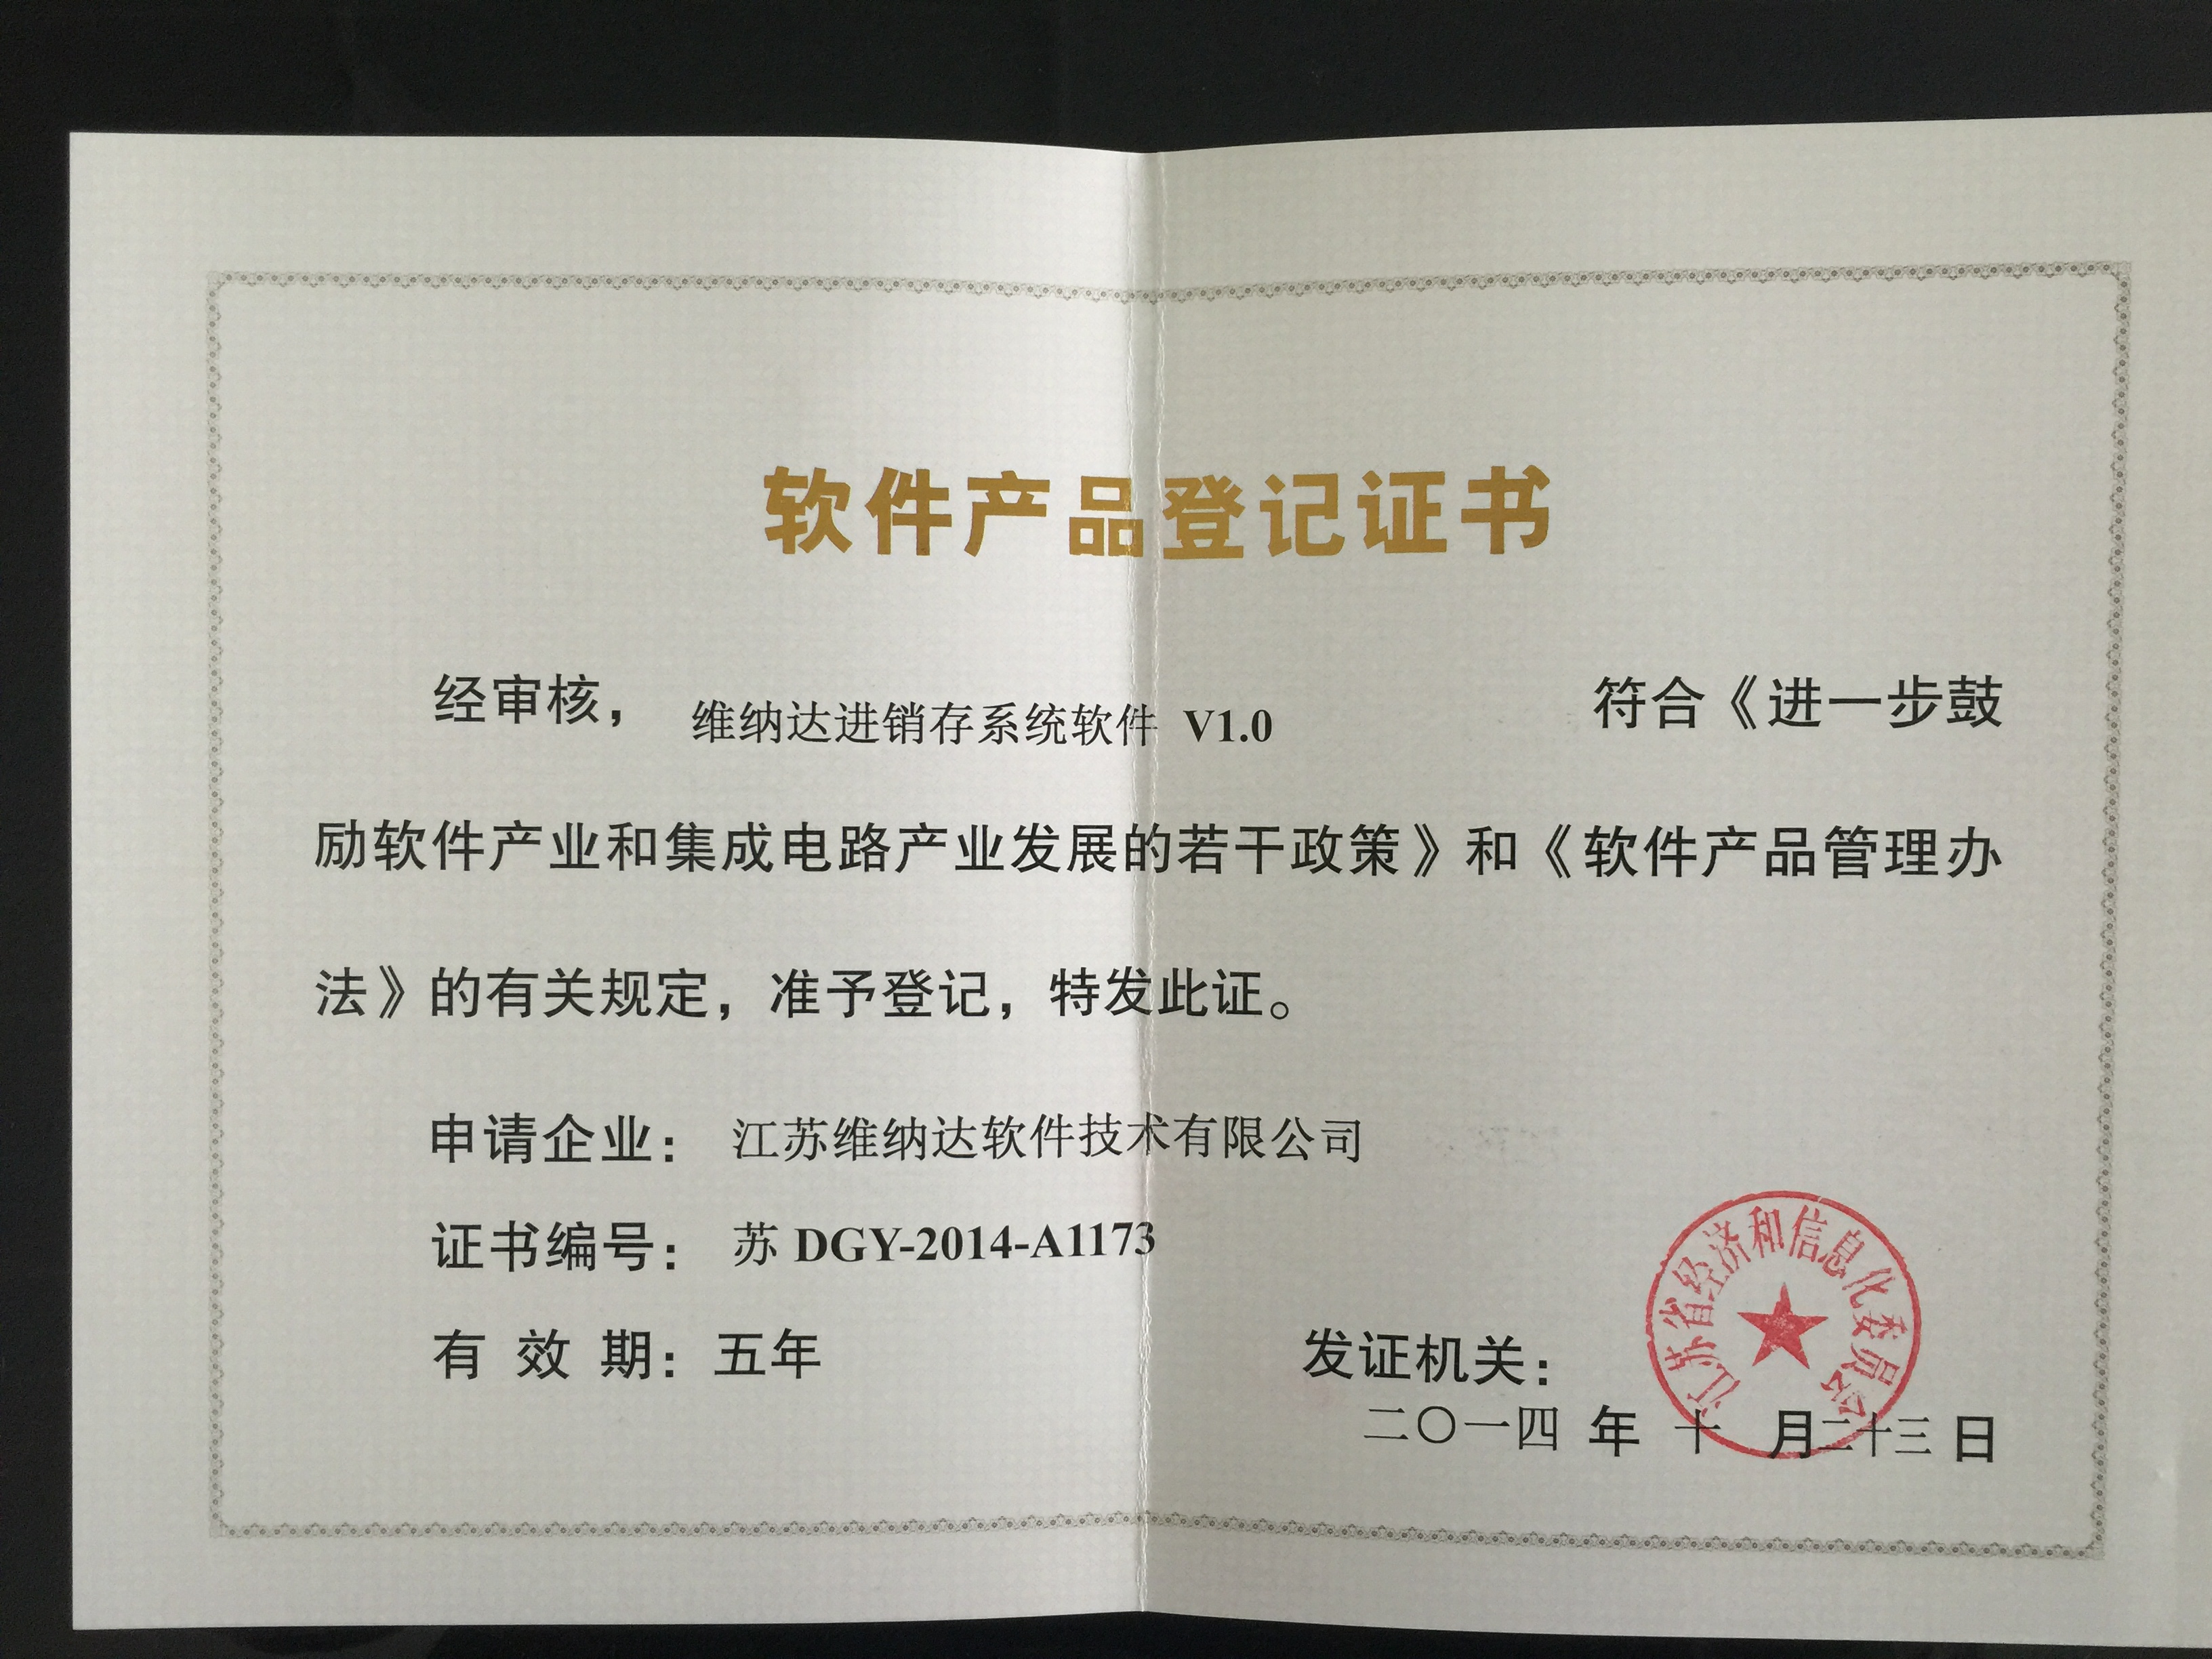 软件产品登记证书
经审核， 维纳达进销存系统软件 V1.0 符合《进一步鼓
励软件产业和集成电路产业发展的若干政策》和《软件产品管理办
法》的有关规定，准予登记，特发此证。
申请企业： 江苏维纳达软件技术有限公司
证书编号： 苏 DGY-2014-A1173
有 效 期：五年
发证机关：
江苏省经济和信息化委员会
二〇一四 年 十 月二十三 日